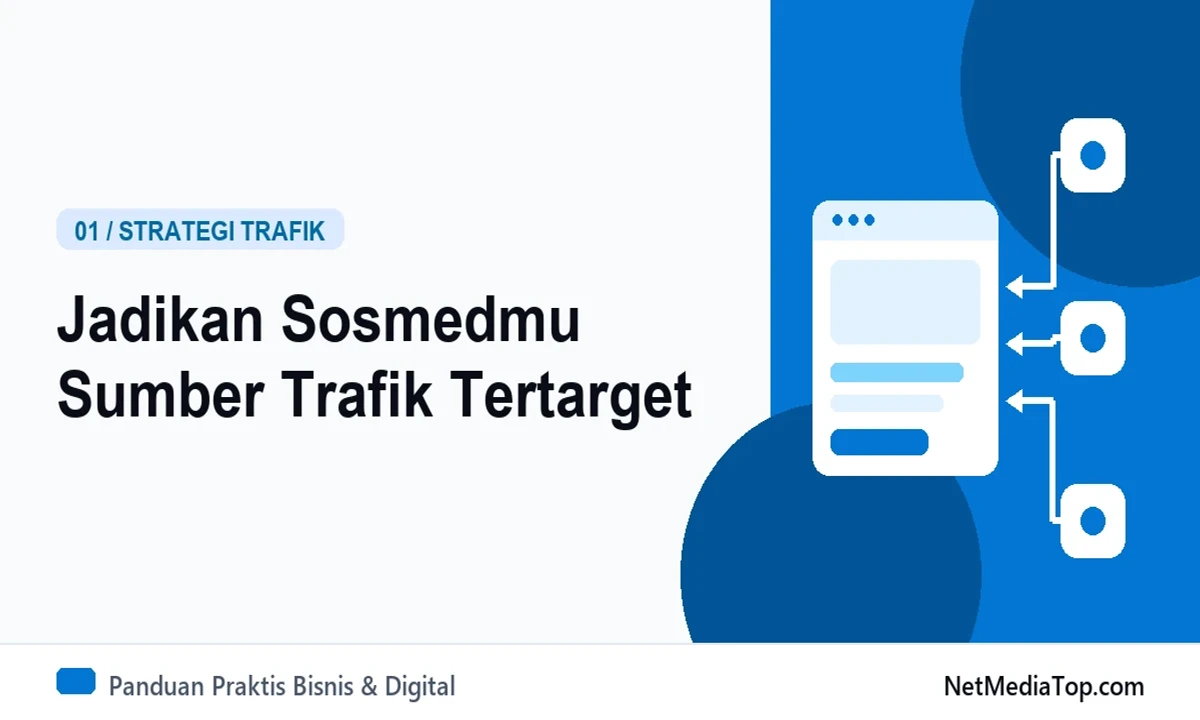 01 / STRATEGI TRAFIK
Jadikan Sosmedmu
Sumber Trafik Tertarget
Panduan Praktis Bisnis & Digital
NetMediaTop.com